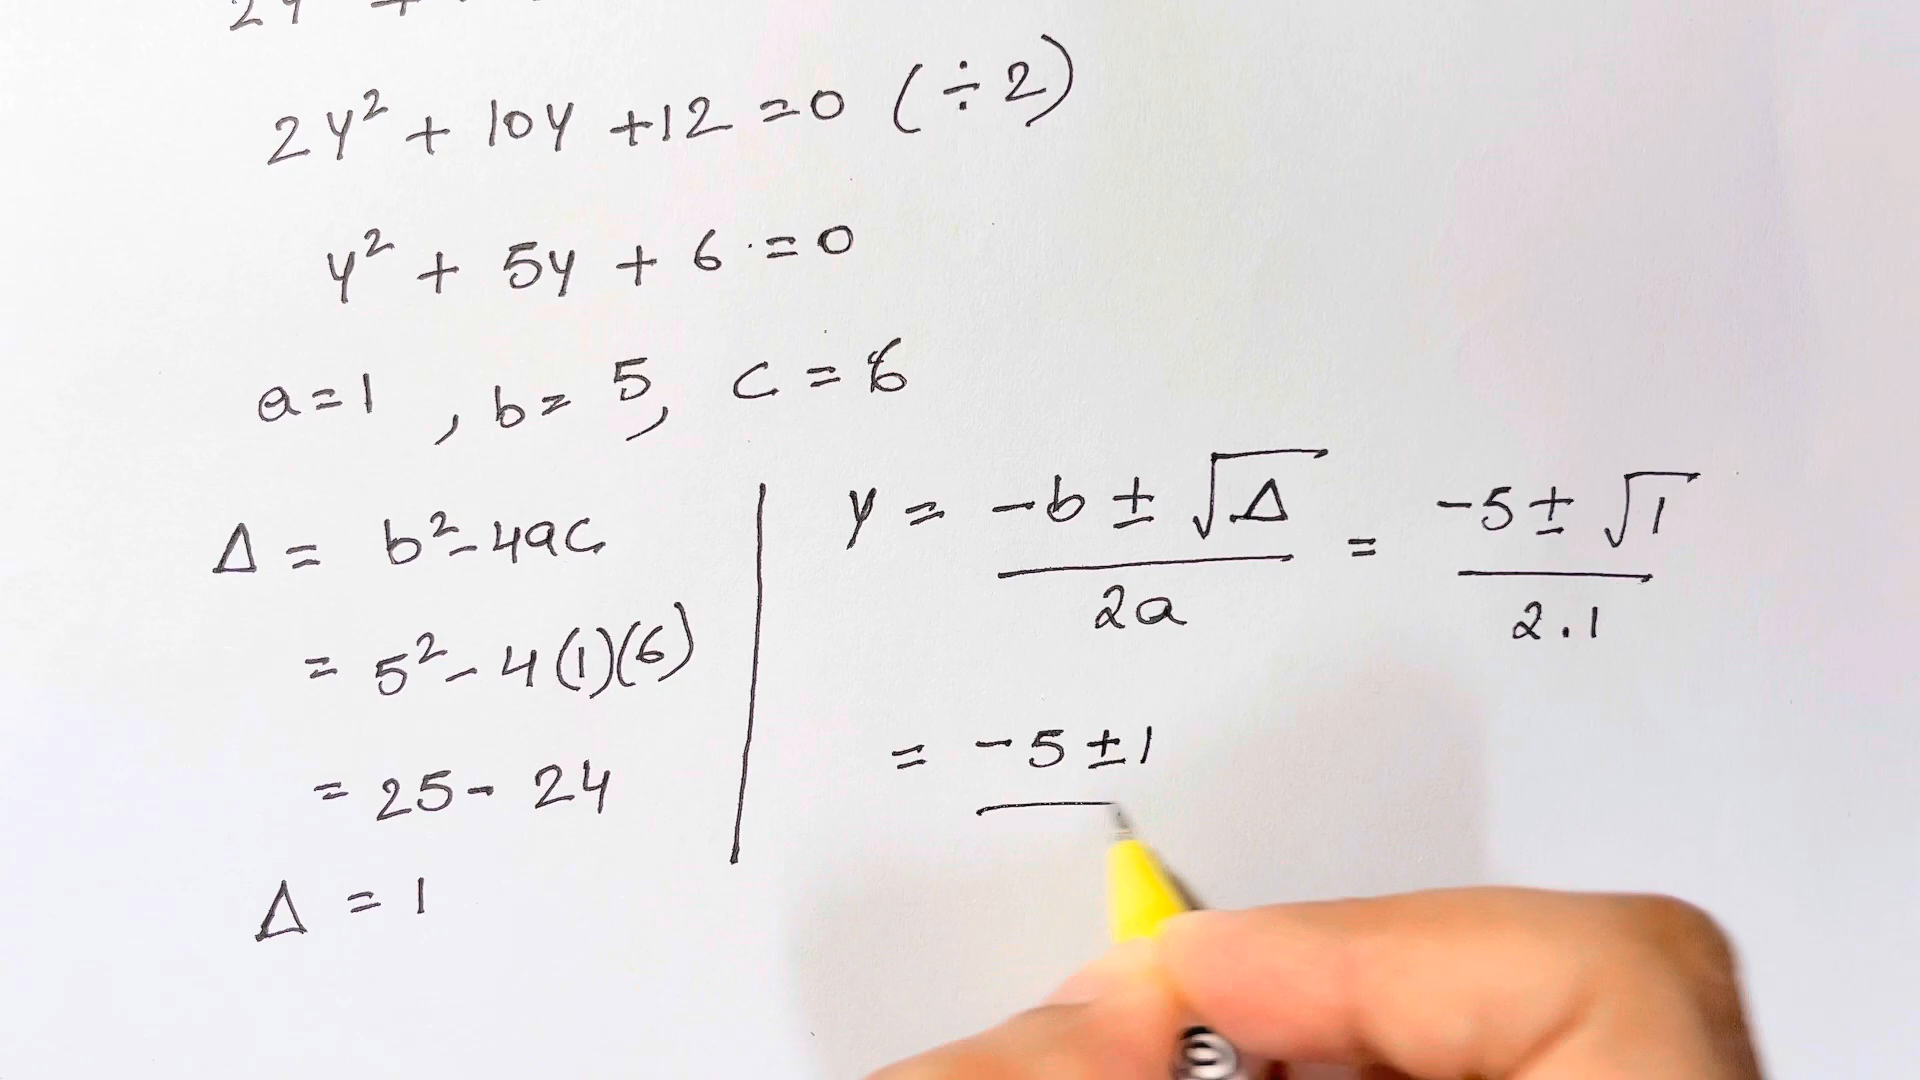 2y² + 10y + 12 = 0 (÷2)
y² + 5y + 6 = 0
a = 1, b = 5, c = 6
Δ = b² - 4ac
= 5² - 4(1)(6)
= 25 - 24
Δ = 1
y = (-b ± √Δ)/2a = (-5 ± √1)/2.1
= -5 ± 1